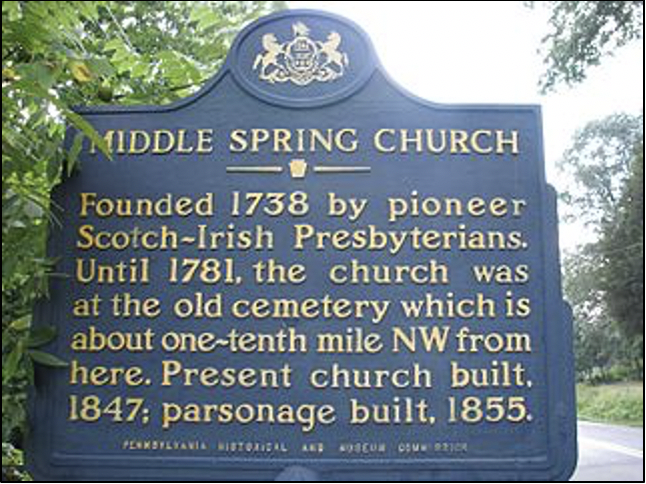 MIDDLE SPRING CHURCH
Founded 1738 by pioneer
Scotch-Irish Presbyterians.
Until 1781, the church was
at the old cemetery which is
about one-tenth mile NW from
here. Present church built,
1847; parsonage built, 1855.
PENNSYLVANIA HISTORICAL AND MUSEUM COMMISSION